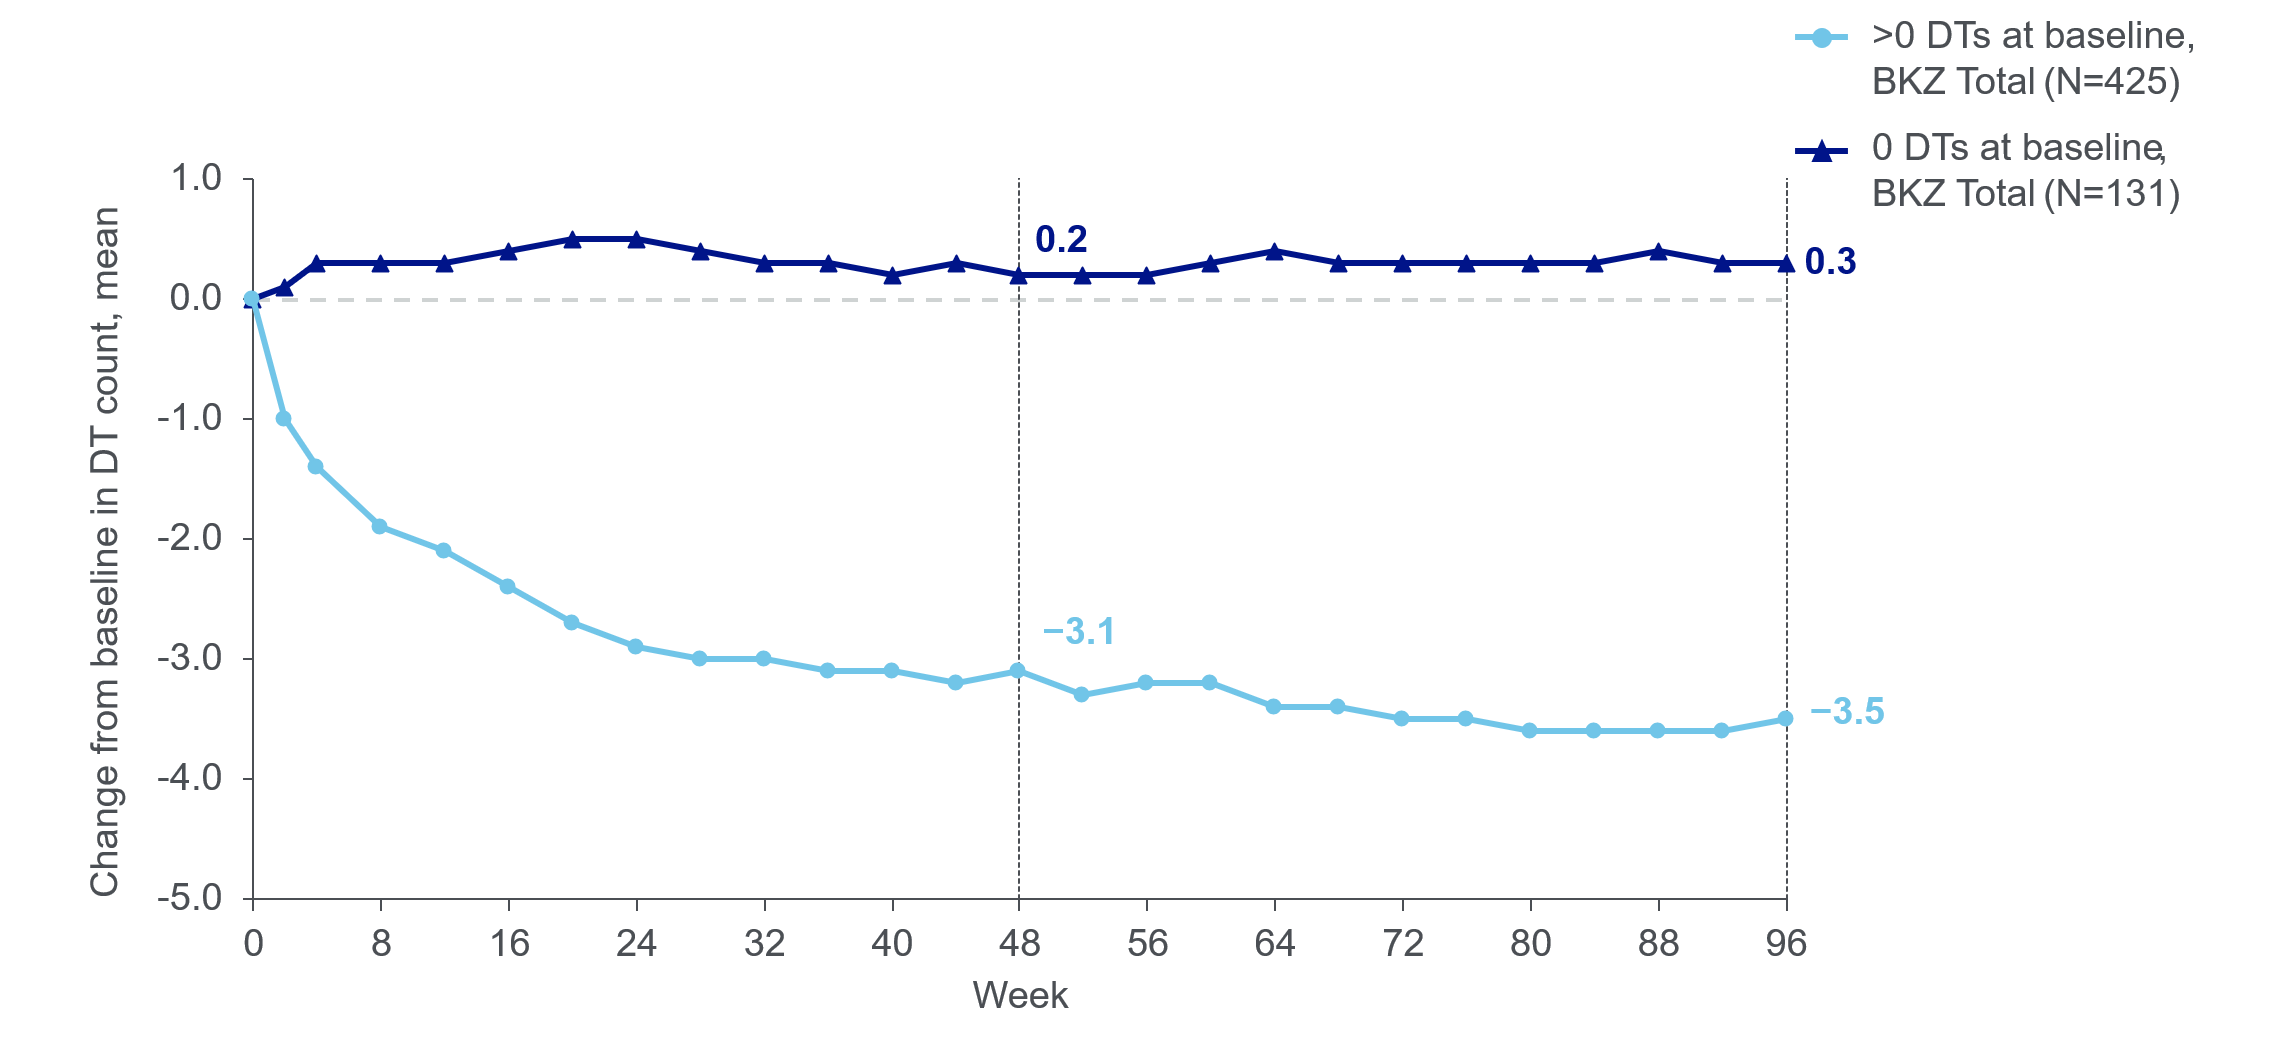 >0 DTs at baseline,
BKZ Total (N=425)
0 DTs at baseline,
BKZ Total (N=131)
Change from baseline in DT count, mean
1.0
0.0
-1.0
-2.0
-3.0
-4.0
-5.0
0.2
0.3
−3.1
−3.5
0 8 16 24 32 40 48 56 64 72 80 88 96
Week